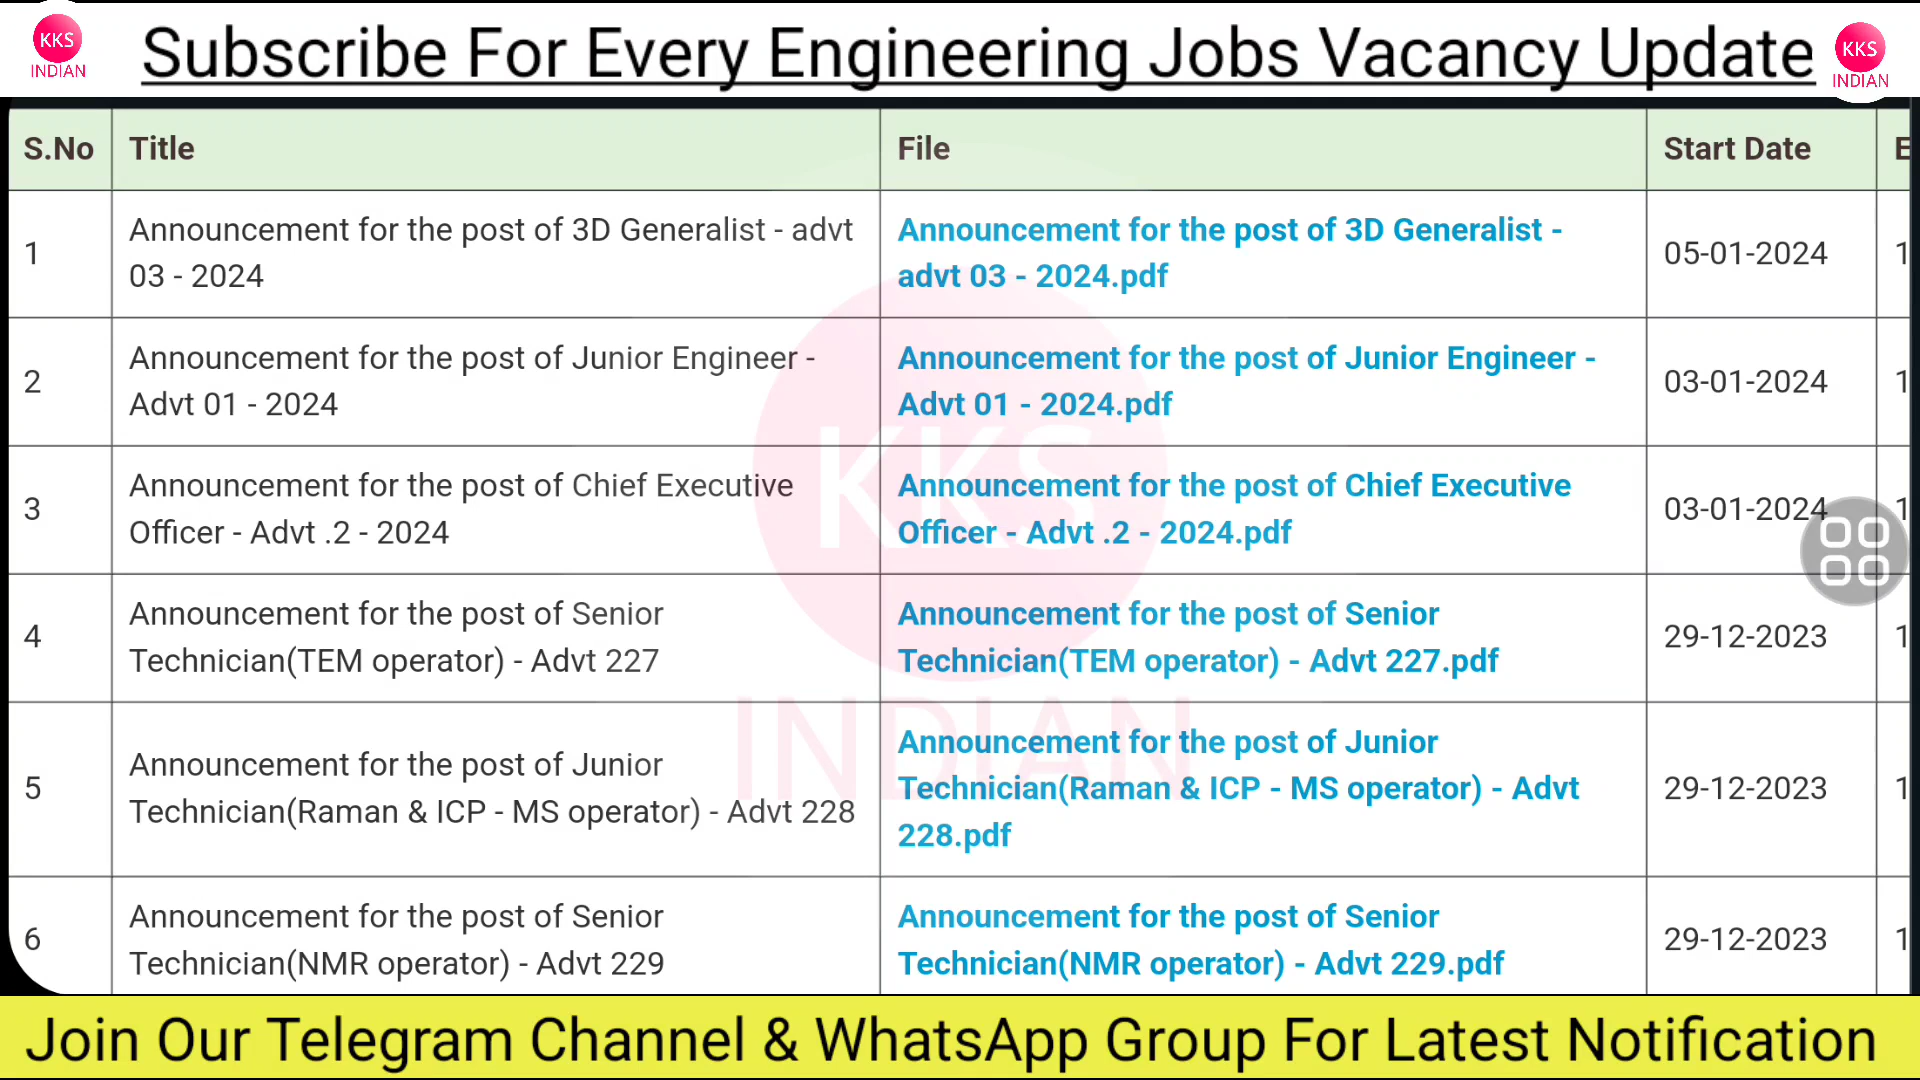 KKS
INDIAN
Subscribe For Every Engineering Jobs Vacancy Update
KKS
INDIAN
S.No Title File Start Date E
1 Announcement for the post of 3D Generalist - advt 03 - 2024 Announcement for the post of 3D Generalist - advt 03 - 2024.pdf 05-01-2024 1
2 Announcement for the post of Junior Engineer - Advt 01 - 2024 Announcement for the post of Junior Engineer - Advt 01 - 2024.pdf 03-01-2024 1
3 Announcement for the post of Chief Executive Officer - Advt .2 - 2024 Announcement for the post of Chief Executive Officer - Advt .2 - 2024.pdf 03-01-2024 1
4 Announcement for the post of Senior Technician(TEM operator) - Advt 227 Announcement for the post of Senior Technician(TEM operator) - Advt 227.pdf 29-12-2023 1
5 Announcement for the post of Junior Technician(Raman & ICP - MS operator) - Advt 228 Announcement for the post of Junior Technician(Raman & ICP - MS operator) - Advt 228.pdf 29-12-2023 1
6 Announcement for the post of Senior Technician(NMR operator) - Advt 229 Announcement for the post of Senior Technician(NMR operator) - Advt 229.pdf 29-12-2023 1
KKS
INDIAN
Join Our Telegram Channel & WhatsApp Group For Latest Notification